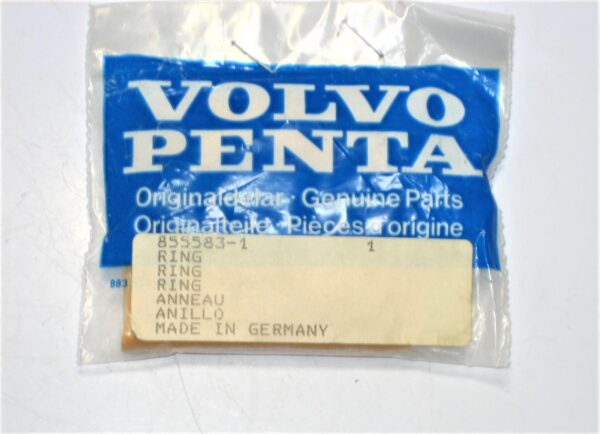 VOLVO
PENTA
Originaldelar · Genuine Parts
Originalteile · Pièces d'origine
855583-1 1
RING
RING
RING
ANNEAU
ANILLO
MADE IN GERMANY
883